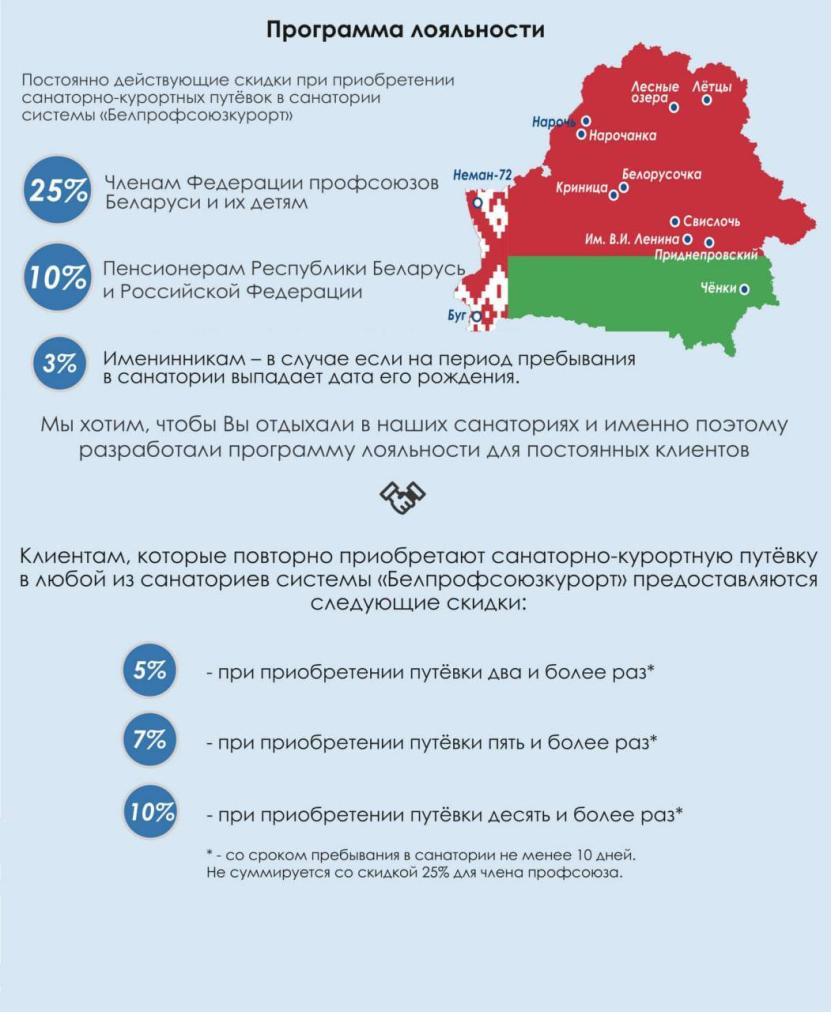 Программа лояльности
Постоянно действующие скидки при приобретении
санаторно-курортных путёвок в санатории
системы «Белпрофсоюзкурорт»
25%
Членам Федерации профсоюзов
Беларуси и их детям
10%
Пенсионерам Республики Беларусь
и Российской Федерации
3%
Именинникам – в случае если на период пребывания
в санатории выпадает дата его рождения.
Лесные
озера
Лётцы
Нарочь
Нарочанка
Неман-72
Белорусочка
Криница
Свислочь
Им. В.И. Ленина
Приднепровский
Чёнки
Буг
Мы хотим, чтобы Вы отдыхали в наших санаториях и именно поэтому
разработали программу лояльности для постоянных клиентов
Клиентам, которые повторно приобретают санаторно-курортную путёвку
в любой из санаториев системы «Белпрофсоюзкурорт» предоставляются
следующие скидки:
5%
- при приобретении путёвки два и более раз*
7%
- при приобретении путёвки пять и более раз*
10%
- при приобретении путёвки десять и более раз*
* - со сроком пребывания в санатории не менее 10 дней.
Не суммируется со скидкой 25% для члена профсоюза.